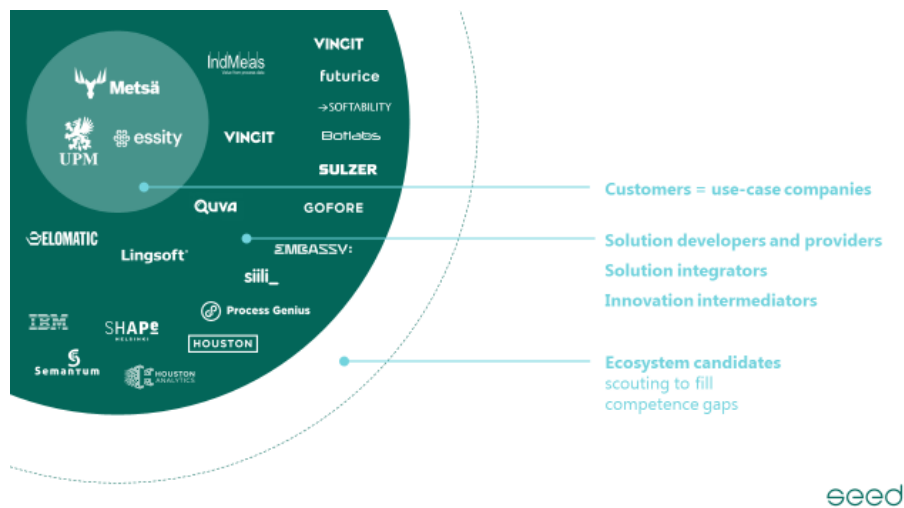 VINCIT
IndMeas
Value from process data
futurice
Metsä
→SOFTABILITY
VINCIT
Botlabs
essity
UPM
SULZER
Customers = use-case companies
QUVA
GOFORE
ELOMATIC
Solution developers and providers
EMBASSY:
Lingsoft
Solution integrators
siili_
Innovation intermediators
Process Genius
IBM
SHAPE
HELSINKI
HOUSTON
Ecosystem candidates
scouting to fill
competence gaps
Semantum
HOUSTON
ANALYTICS
seed